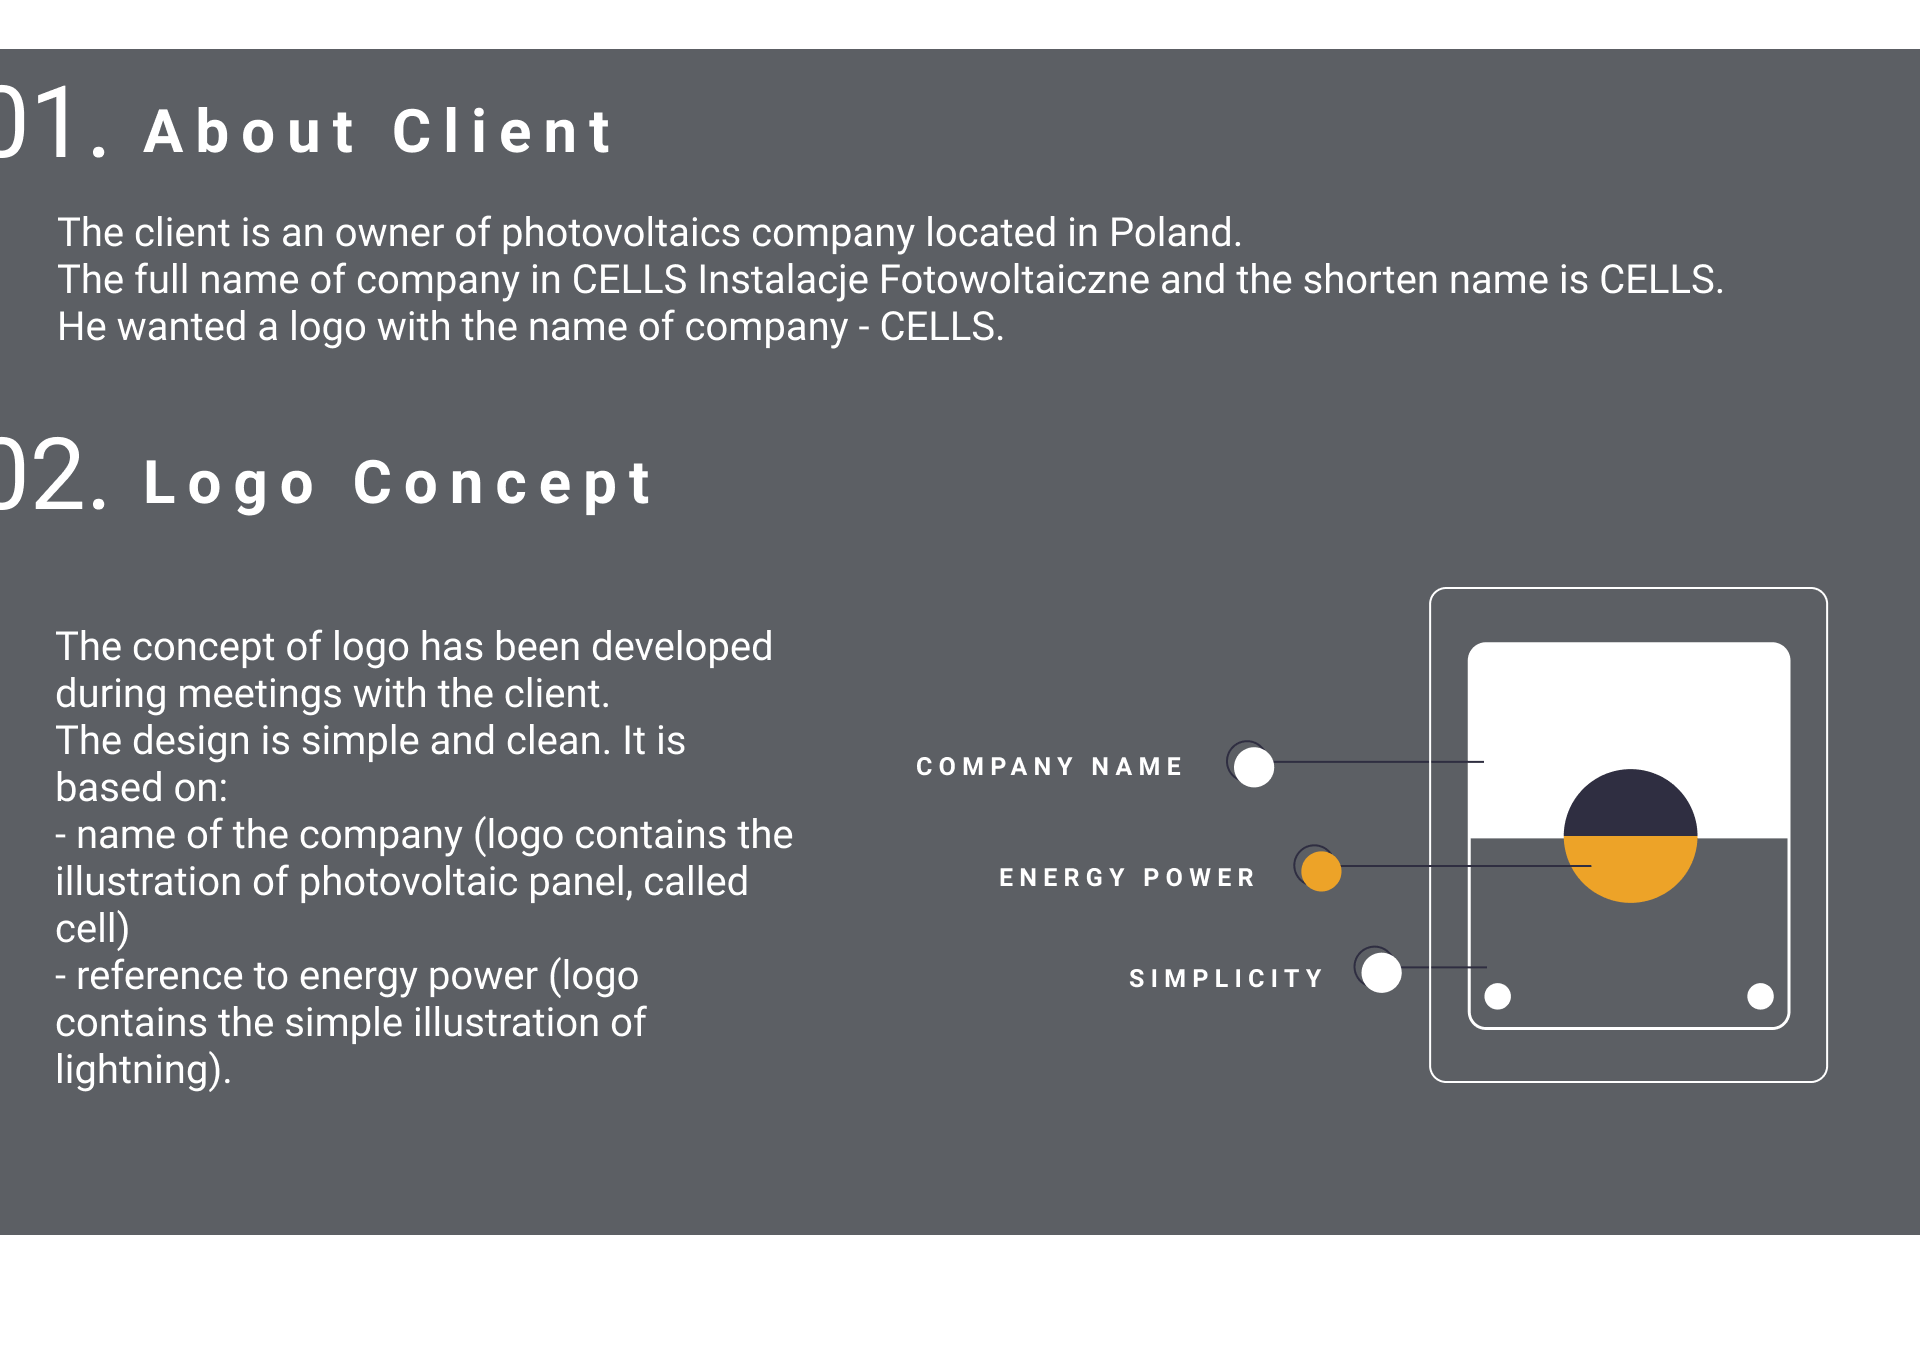 01. About Client
The client is an owner of photovoltaics company located in Poland.
The full name of company in CELLS Instalacje Fotowoltaiczne and the shorten name is CELLS.
He wanted a logo with the name of company - CELLS.
02. Logo Concept
The concept of logo has been developed
during meetings with the client.
The design is simple and clean. It is
based on:
- name of the company (logo contains the
illustration of photovoltaic panel, called
cell)
- reference to energy power (logo
contains the simple illustration of
lightning).
COMPANY NAME
ENERGY POWER
SIMPLICITY